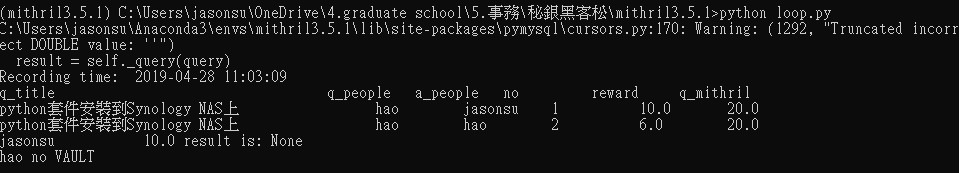 (mithril3.5.1) C:\Users\jasonsu\OneDrive\4.graduate school\5.事務\秘銀黑客松\mithril3.5.1>python loop.py
C:\Users\jasonsu\Anaconda3\envs\mithril3.5.1\lib\site-packages\pymysql\cursors.py:170: Warning: (1292, "Truncated incorr
ect DOUBLE value: ''")
  result = self._query(query)
Recording time:  2019-04-28 11:03:09
q_title                                 q_people   a_people   no         reward     q_mithril
python套件安裝到Synology NAS上                 hao        jasonsu    1          10.0       20.0
python套件安裝到Synology NAS上                 hao        hao        2          6.0        20.0
jasonsu         10.0 result is: None
hao no VAULT